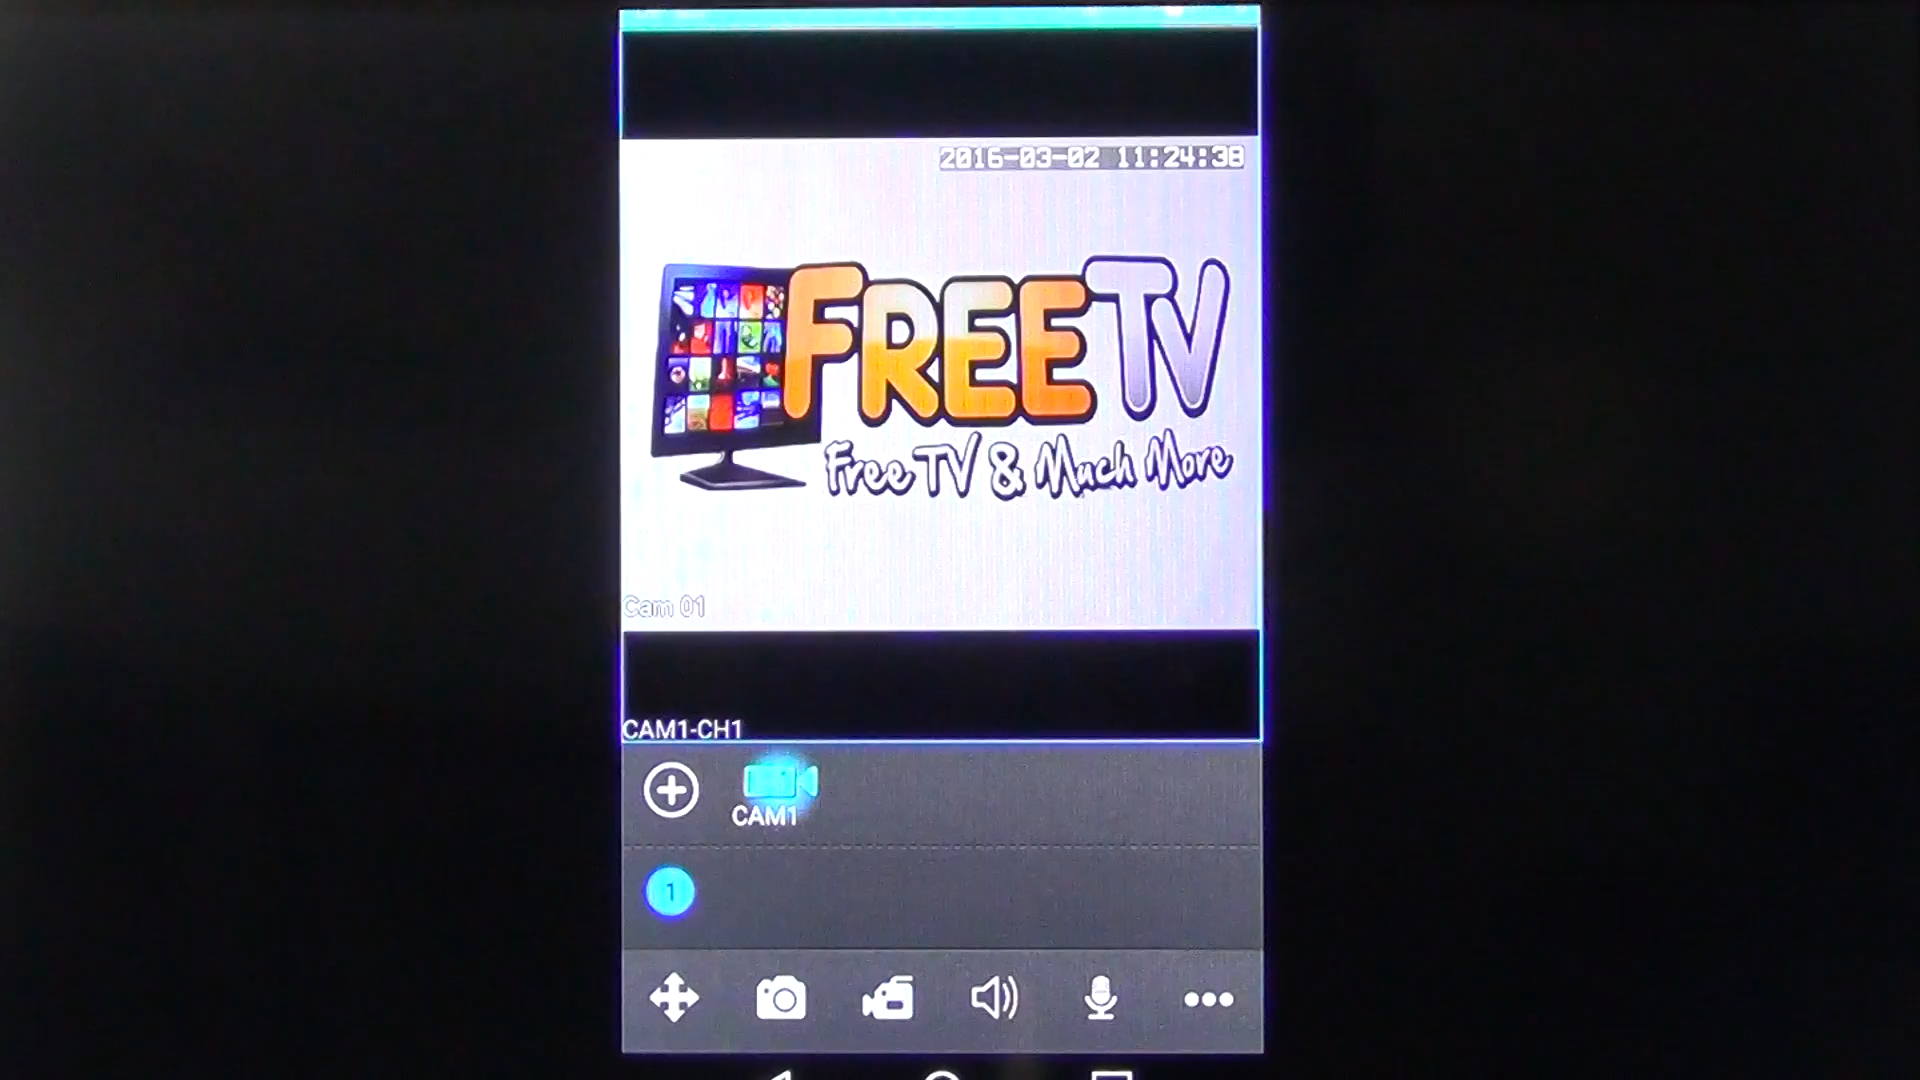 2016-03-02 11:24:38
FREETV
Free TV & Much More
Cam 01
CAM1-CH1
CAM1
1